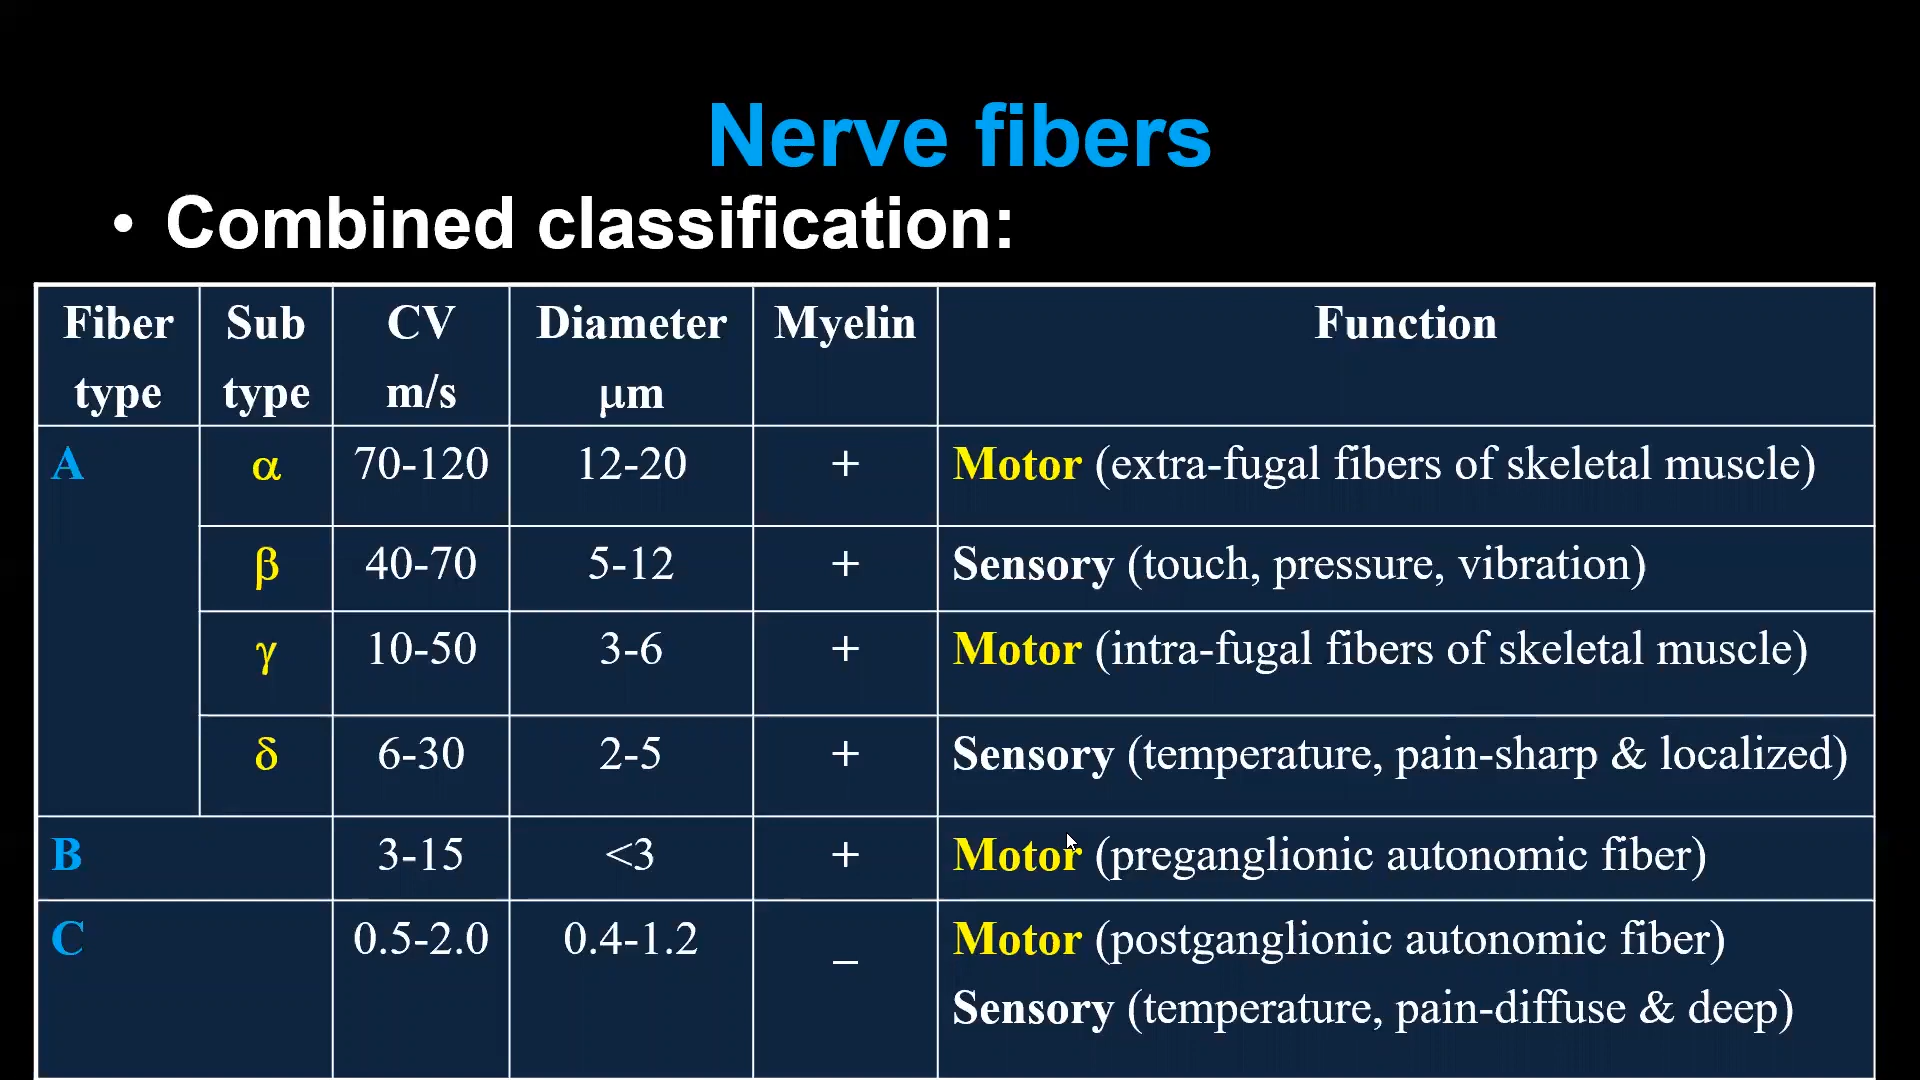 Nerve fibers
• Combined classification:
Fiber type Sub type CV m/s Diameter μm Myelin Function
A α 70-120 12-20 + Motor (extra-fugal fibers of skeletal muscle)
β 40-70 5-12 + Sensory (touch, pressure, vibration)
γ 10-50 3-6 + Motor (intra-fugal fibers of skeletal muscle)
δ 6-30 2-5 + Sensory (temperature, pain-sharp & localized)
B 3-15 <3 + Motor (preganglionic autonomic fiber)
C 0.5-2.0 0.4-1.2 – Motor (postganglionic autonomic fiber)
Sensory (temperature, pain-diffuse & deep)